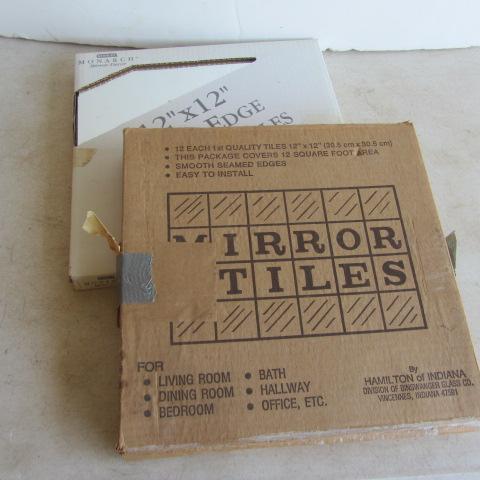 MONARCH
12"x12"
EDGE
• 12 EACH 1st QUALITY TILES 12" x 12" (30.5 cm x 30.5 cm)
• THIS PACKAGE COVERS 12 SQUARE FOOT AREA
• SMOOTH SEAMED EDGES
• EASY TO INSTALL
MIRROR
TILES
FOR
• LIVING ROOM
• DINING ROOM
• BEDROOM
• BATH
• HALLWAY
• OFFICE, ETC.
By
HAMILTON of INDIANA
DIVISION OF BINSWANGER GLASS CO.
VINCENNES, INDIANA 47591